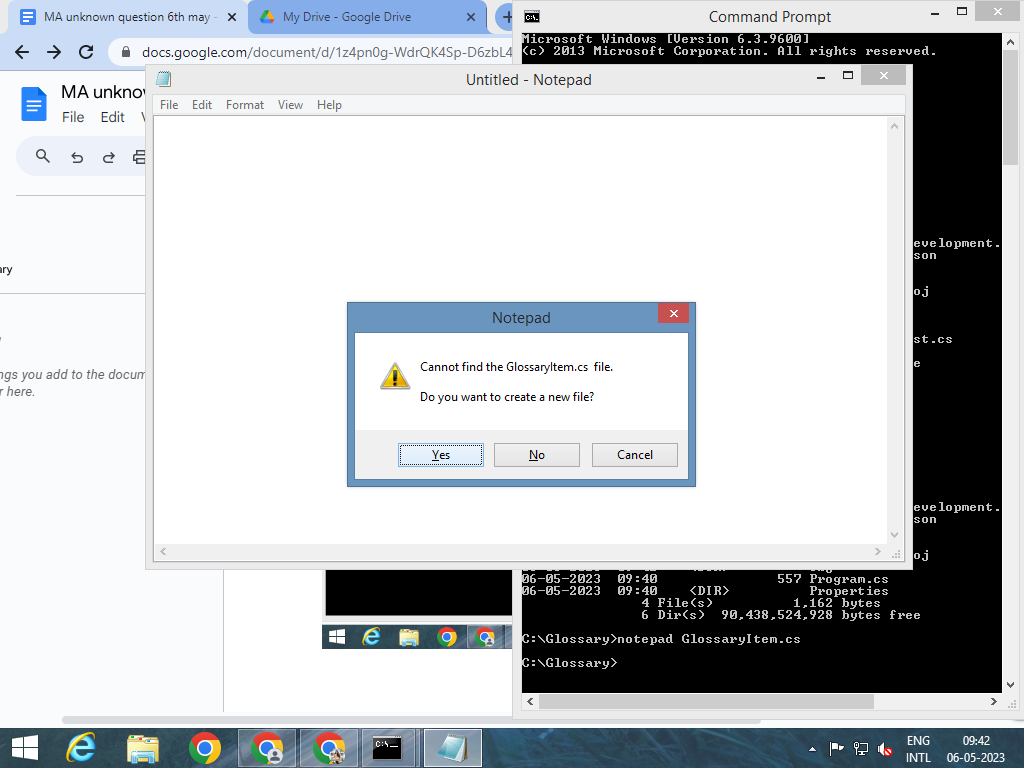 MA unknown question 6th may -
My Drive - Google Drive
docs.google.com/document/d/1z4pn0g-WdrQK4Sp-D6zbL4
MA unknov
File Edit V
ary
ngs you add to the docum
r here.
Command Prompt
Microsoft Windows [Version 6.3.9600]
(c) 2013 Microsoft Corporation. All rights reserved.
Untitled - Notepad
File Edit Format View Help
evelopment.
son
oj
st.cs
e
Notepad
Cannot find the GlossaryItem.cs file.
Do you want to create a new file?
Yes No Cancel
evelopment.
son
oj
06-05-2023 09:40 557 Program.cs
06-05-2023 09:40 <DIR> Properties
4 File(s) 1,162 bytes
6 Dir(s) 90,438,524,928 bytes free
C:\Glossary>notepad GlossaryItem.cs
C:\Glossary>
C:\
ENG
INTL
09:42
06-05-2023